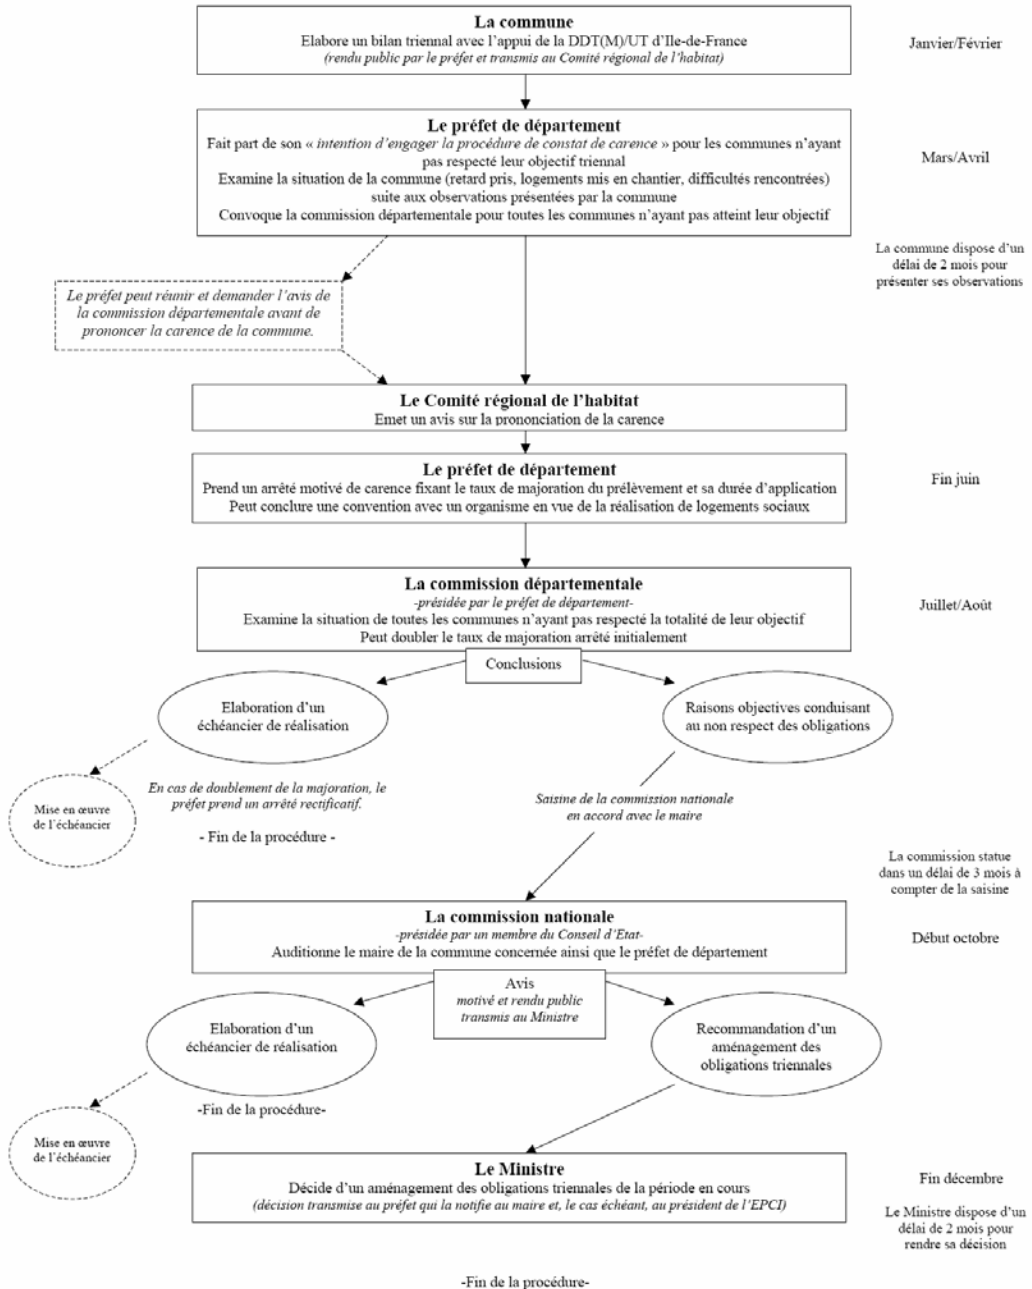 La commune
Elabore un bilan triennal avec l'appui de la DDT(M)/UT d'Ile-de-France
(rendu public par le préfet et transmis au Comité régional de l'habitat)
Janvier/Février
Le préfet de département
Fait part de son « intention d'engager la procédure de constat de carence » pour les communes n'ayant
pas respecté leur objectif triennal
Examine la situation de la commune (retard pris, logements mis en chantier, difficultés rencontrées)
suite aux observations présentées par la commune
Convoque la commission départementale pour toutes les communes n'ayant pas atteint leur objectif
Mars/Avril
La commune dispose d'un
délai de 2 mois pour
présenter ses observations
Le préfet peut réunir et demander l'avis de
la commission départementale avant de
prononcer la carence de la commune.
Le Comité régional de l'habitat
Emet un avis sur la prononciation de la carence
Le préfet de département
Prend un arrêté motivé de carence fixant le taux de majoration du prélèvement et sa durée d'application
Peut conclure une convention avec un organisme en vue de la réalisation de logements sociaux
Fin juin
La commission départementale
-présidée par le préfet de département-
Examine la situation de toutes les communes n'ayant pas respecté la totalité de leur objectif
Peut doubler le taux de majoration arrêté initialement
Juillet/Août
Conclusions
Elaboration d'un
échéancier de réalisation
Raisons objectives conduisant
au non respect des obligations
Mise en œuvre
de l'échéancier
En cas de doublement de la majoration, le
préfet prend un arrêté rectificatif.
- Fin de la procédure -
Saisine de la commission nationale
en accord avec le maire
La commission statue
dans un délai de 3 mois à
compter de la saisine
La commission nationale
-présidée par un membre du Conseil d'Etat-
Auditionne le maire de la commune concernée ainsi que le préfet de département
Début octobre
Avis
motivé et rendu public
transmis au Ministre
Elaboration d'un
échéancier de réalisation
Recommandation d'un
aménagement des
obligations triennales
-Fin de la procédure-
Mise en œuvre
de l'échéancier
Le Ministre
Décide d'un aménagement des obligations triennales de la période en cours
(décision transmise au préfet qui la notifie au maire et, le cas échéant, au président de l'EPCI)
Fin décembre
Le Ministre dispose d'un
délai de 2 mois pour
rendre sa décision
-Fin de la procédure-